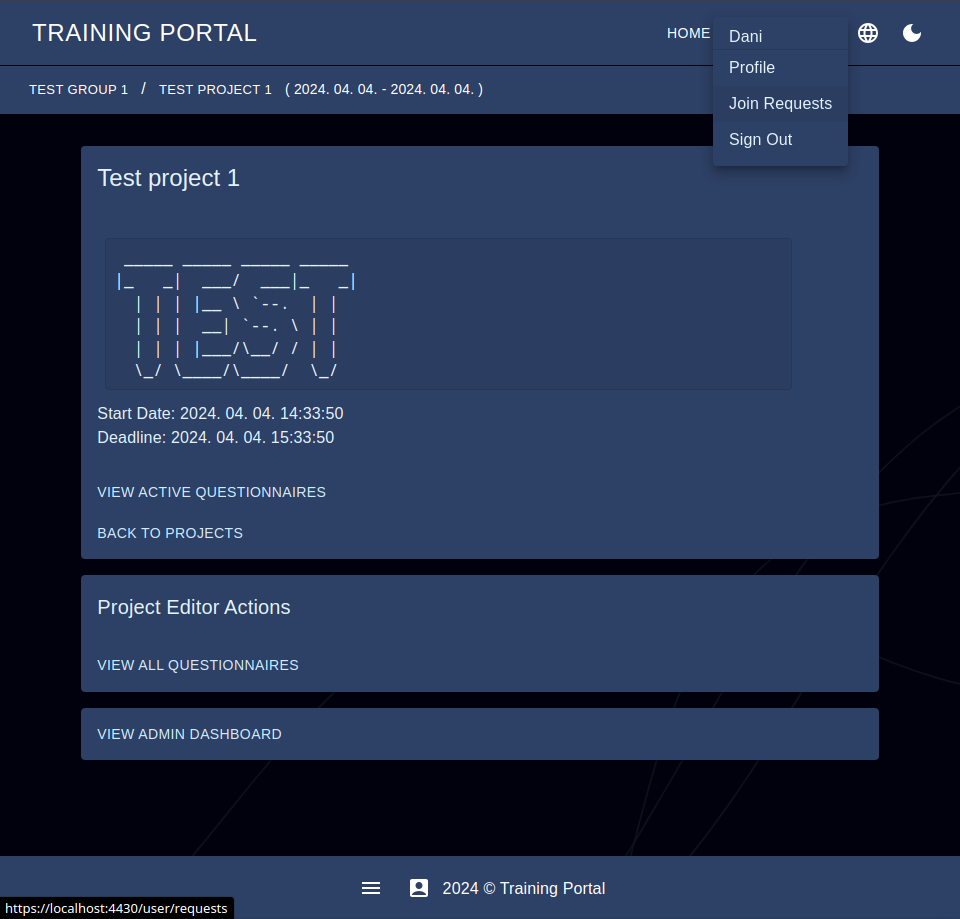 TRAINING PORTAL
HOME
Dani
Profile
Join Requests
Sign Out
TEST GROUP 1 / TEST PROJECT 1 ( 2024. 04. 04. - 2024. 04. 04. )
Test project 1
 _____ _____ _____ _____
|_   _|  ___/  ___|_   _|
  | | | |__ \ `--.  | |
  | | |  __| `--. \ | |
  | | | |___/\__/ / | |
  \_/ \____/\____/  \_/
Start Date: 2024. 04. 04. 14:33:50
Deadline: 2024. 04. 04. 15:33:50
VIEW ACTIVE QUESTIONNAIRES
BACK TO PROJECTS
Project Editor Actions
VIEW ALL QUESTIONNAIRES
VIEW ADMIN DASHBOARD
2024 © Training Portal
https://localhost:4430/user/requests